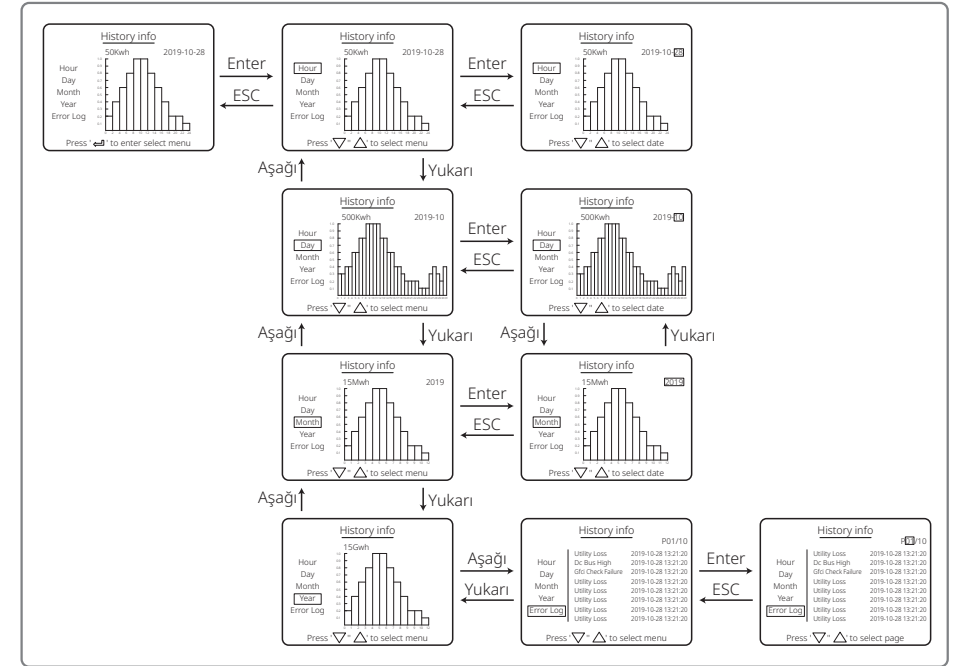 History info
50Kwh 2019-10-28
Hour
Day
Month
Year
Error Log
Press ' ' to enter select menu
Enter
ESC
History info
50Kwh 2019-10-28
Hour
Day
Month
Year
Error Log
Press ' " ' to select menu
Enter
ESC
History info
50Kwh 2019-10-28
Hour
Day
Month
Year
Error Log
Press ' " ' to select date
Aşağı
Yukarı
History info
500Kwh 2019-10
Hour
Day
Month
Year
Error Log
Press ' " ' to select menu
Enter
ESC
History info
500Kwh 2019-10
Hour
Day
Month
Year
Error Log
Press ' " ' to select date
Aşağı
Yukarı
Aşağı
Yukarı
History info
15Mwh 2019
Hour
Day
Month
Year
Error Log
Press ' " ' to select menu
Enter
ESC
History info
15Mwh 2019
Hour
Day
Month
Year
Error Log
Press ' " ' to select date
Aşağı
Yukarı
History info
15Gwh
Hour
Day
Month
Year
Error Log
Press ' " ' to select menu
Aşağı
Yukarı
History info
P01/10
Hour
Day
Month
Year
Error Log
Utility Loss 2019-10-28 13:21:20
Dc Bus High 2019-10-28 13:21:20
Gfci Check Failure 2019-10-28 13:21:20
Utility Loss 2019-10-28 13:21:20
Utility Loss 2019-10-28 13:21:20
Utility Loss 2019-10-28 13:21:20
Utility Loss 2019-10-28 13:21:20
Utility Loss 2019-10-28 13:21:20
Press ' " ' to select menu
Enter
ESC
History info
P01/10
Hour
Day
Month
Year
Error Log
Utility Loss 2019-10-28 13:21:20
Dc Bus High 2019-10-28 13:21:20
Gfci Check Failure 2019-10-28 13:21:20
Utility Loss 2019-10-28 13:21:20
Utility Loss 2019-10-28 13:21:20
Utility Loss 2019-10-28 13:21:20
Utility Loss 2019-10-28 13:21:20
Utility Loss 2019-10-28 13:21:20
Press ' " ' to select page